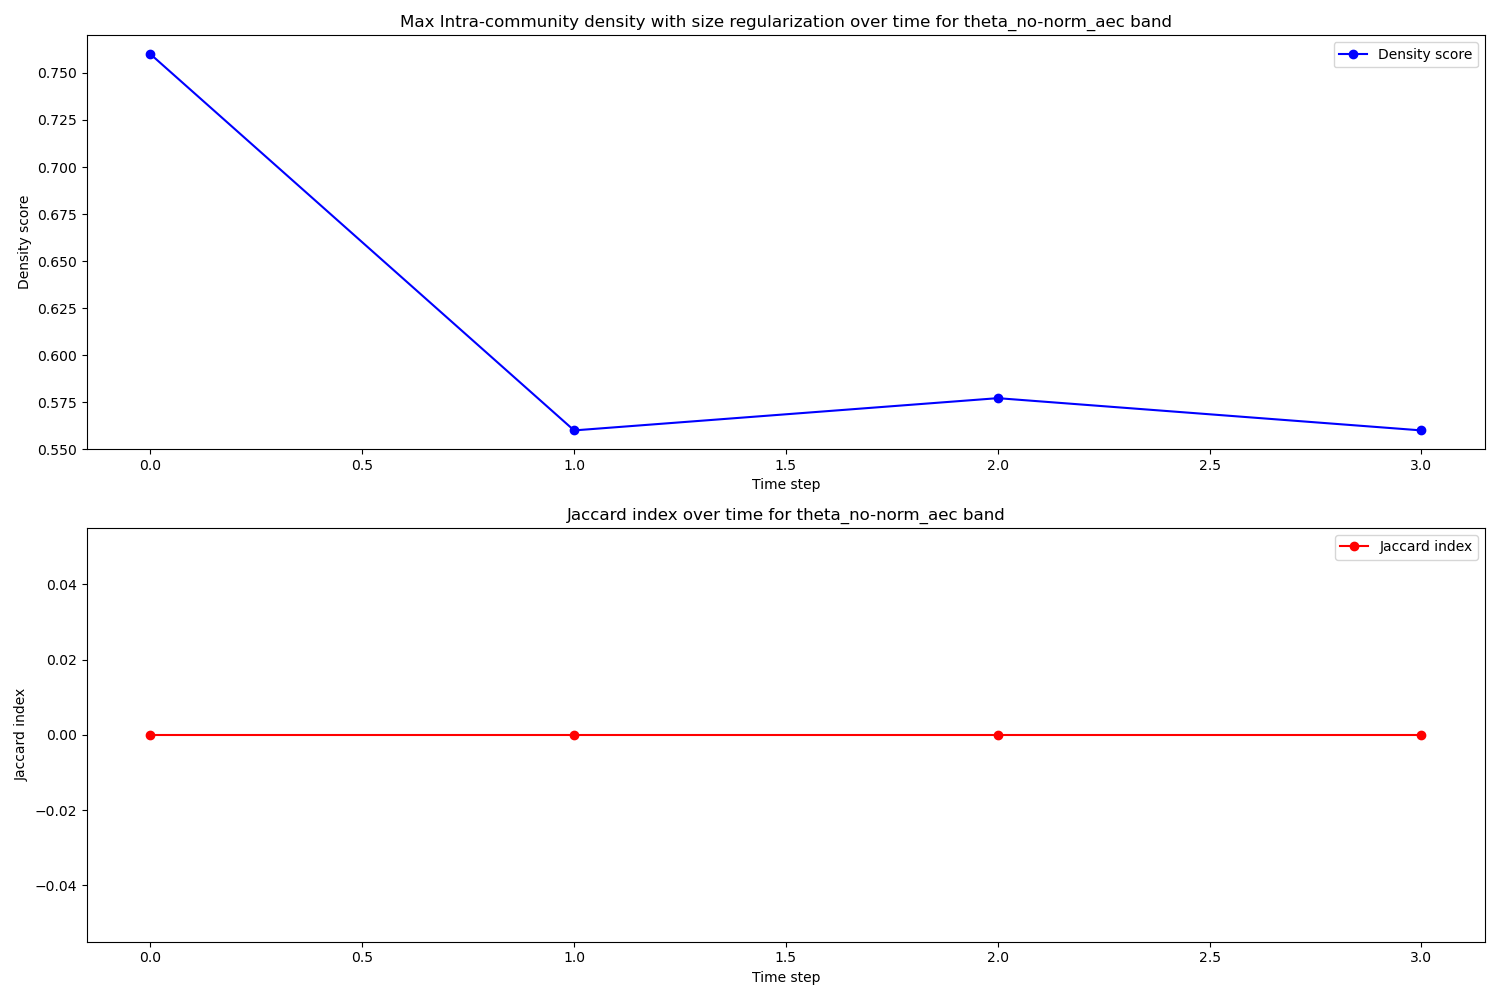 Max Intra-community density with size regularization over time for theta_no-norm_aec band
Density score
0.750
0.725
0.700
0.675
0.650
0.625
0.600
0.575
0.550
Density score
0.0 0.5 1.0 1.5 2.0 2.5 3.0
Time step
Jaccard index over time for theta_no-norm_aec band
Jaccard index
0.04
0.02
0.00
−0.02
−0.04
Jaccard index
0.0 0.5 1.0 1.5 2.0 2.5 3.0
Time step